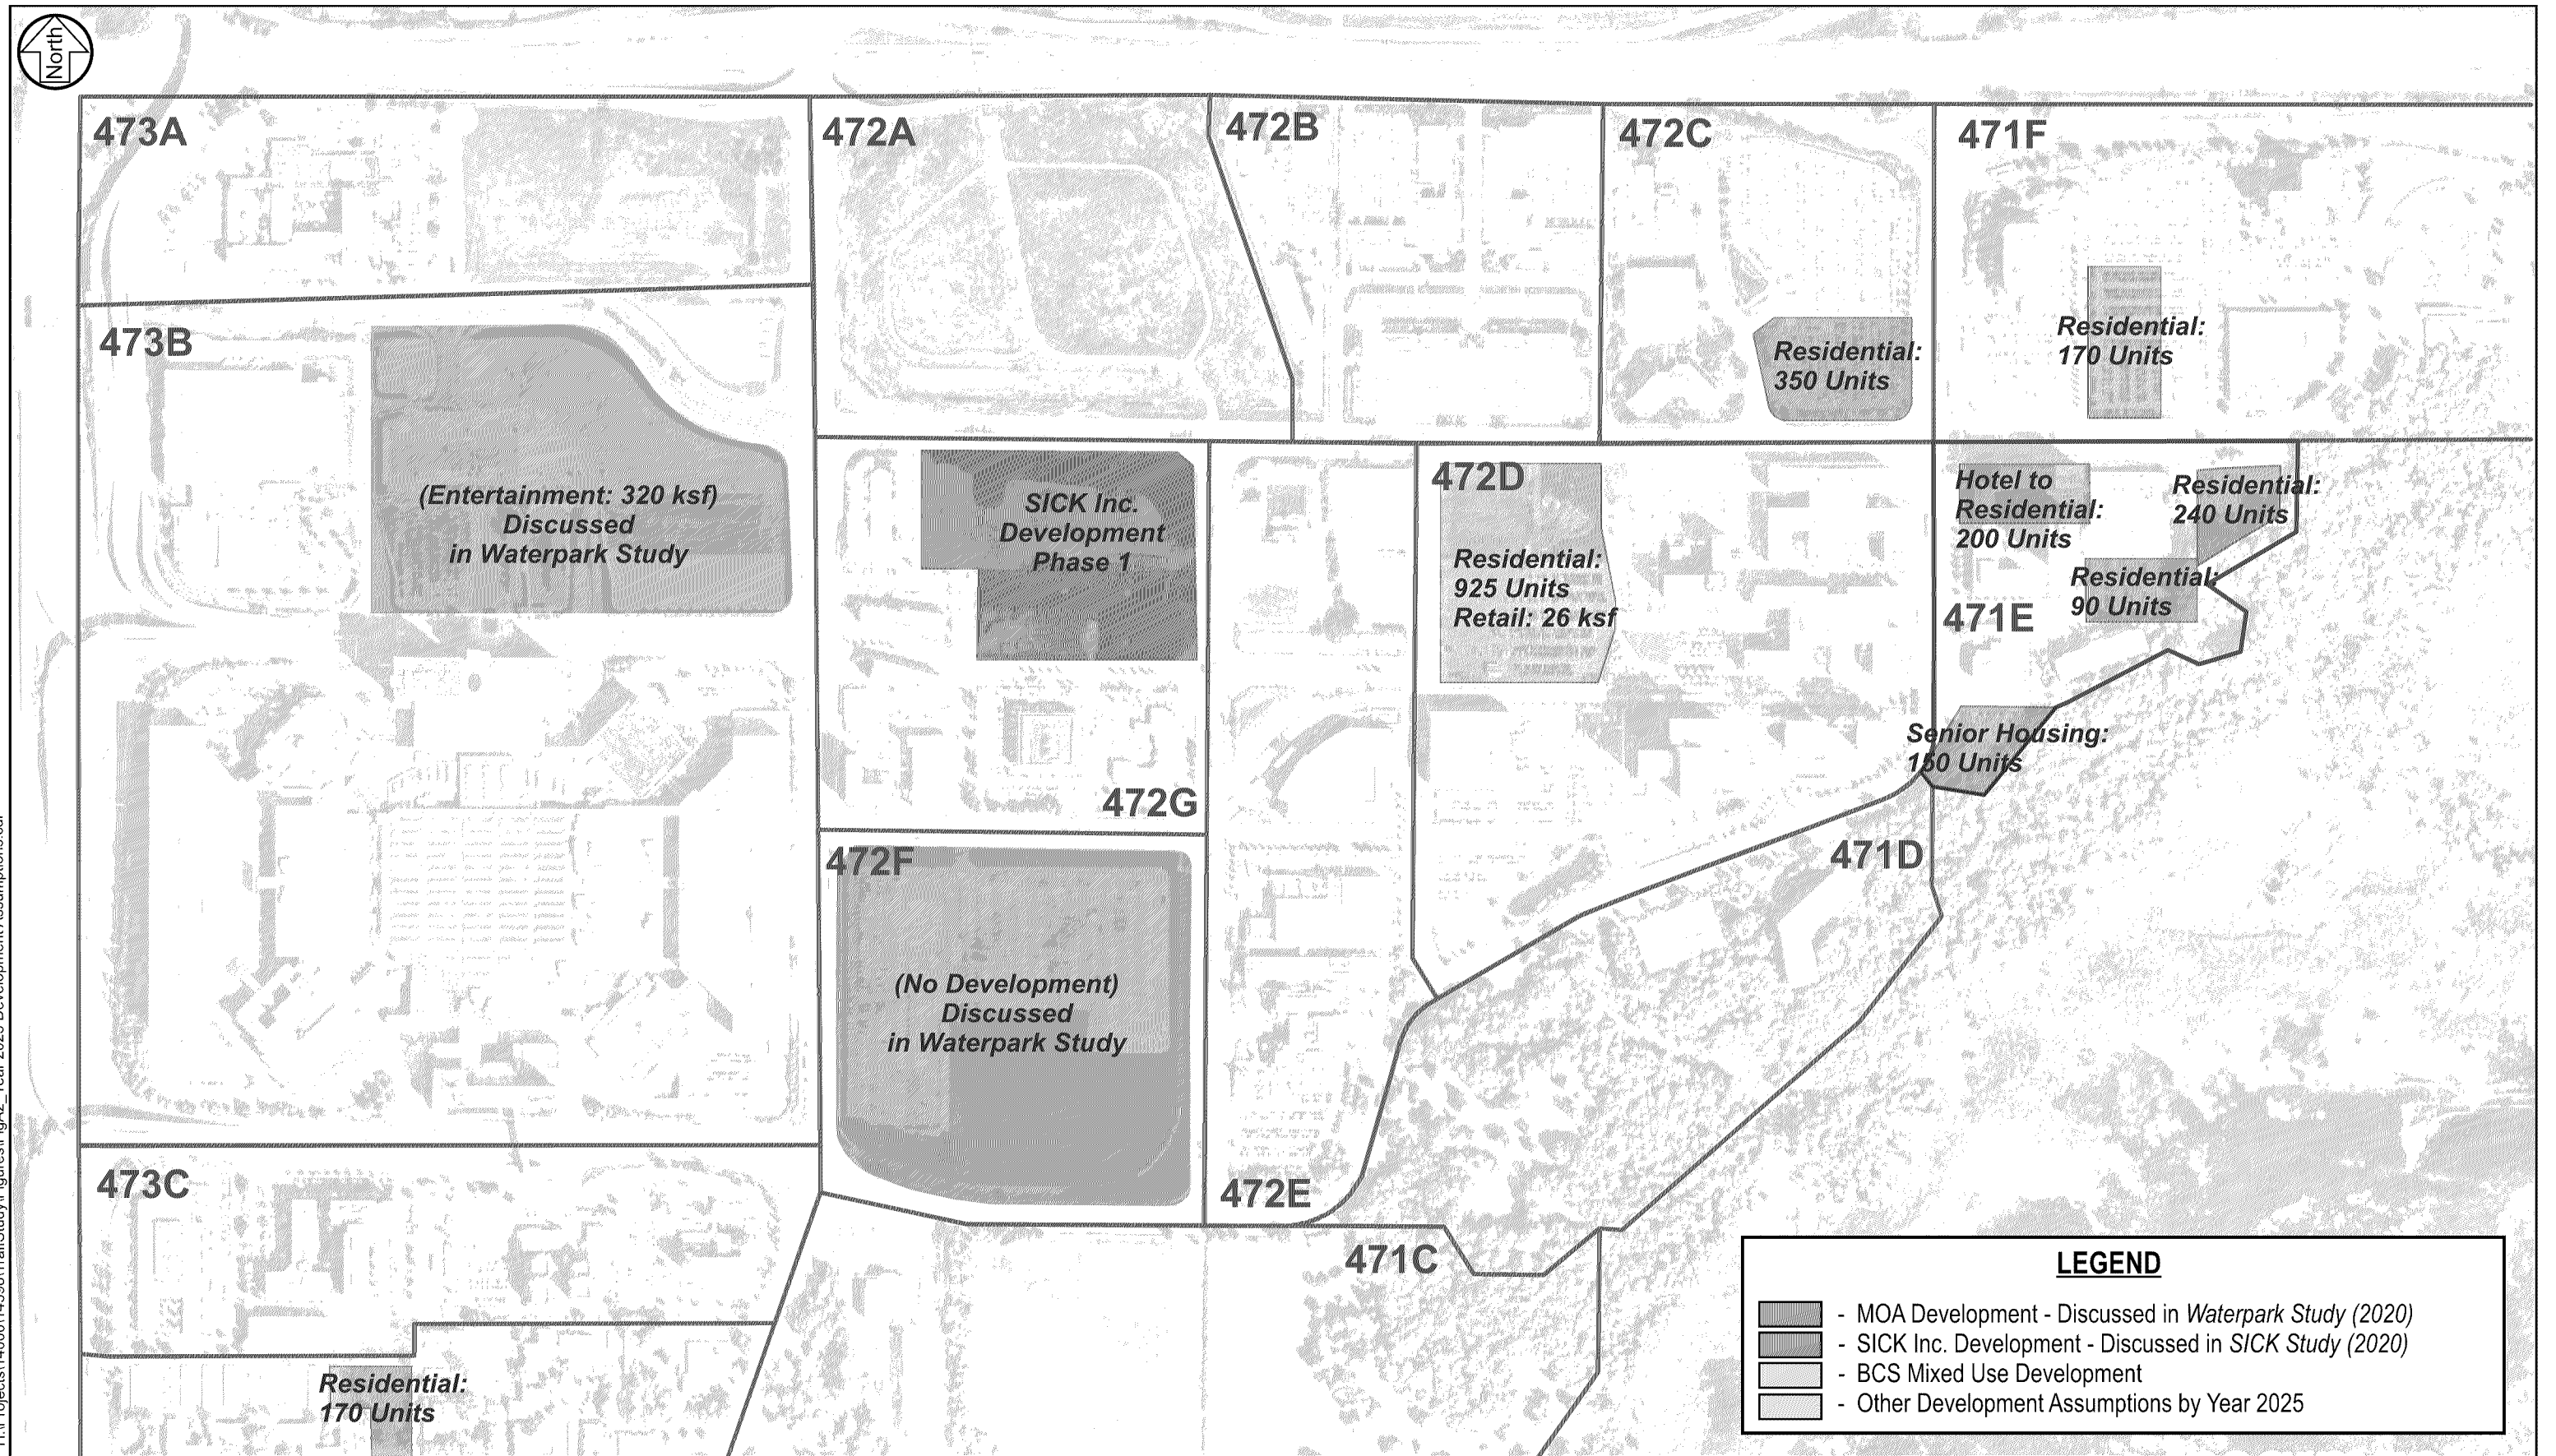 North
473A
472A
472B
472C
471F
473B
Residential:
170 Units
Residential:
350 Units
(Entertainment: 320 ksf)
Discussed
in Waterpark Study
SICK Inc.
Development
Phase 1
472D
Residential:
925 Units
Retail: 26 ksf
Hotel to
Residential:
200 Units
Residential:
240 Units
Residential:
90 Units
471E
Senior Housing:
150 Units
472G
472F
471D
(No Development)
Discussed
in Waterpark Study
473C
472E
471C
Residential:
170 Units
LEGEND
- MOA Development - Discussed in Waterpark Study (2020)
- SICK Inc. Development - Discussed in SICK Study (2020)
- BCS Mixed Use Development
- Other Development Assumptions by Year 2025